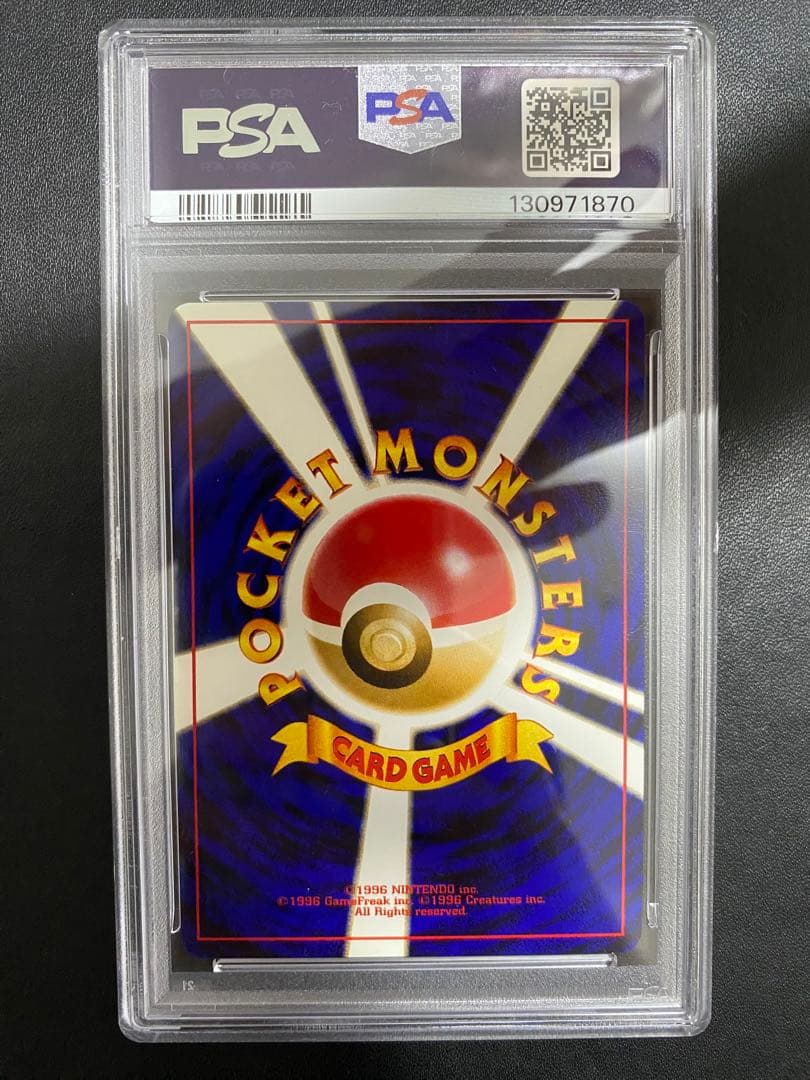 PSA
PSA
130971870
POCKET MONSTERS
CARD GAME
©1996 NINTENDO inc.
©1996 GameFreak inc. ©1996 Creatures inc.
All Rights reserved.
21